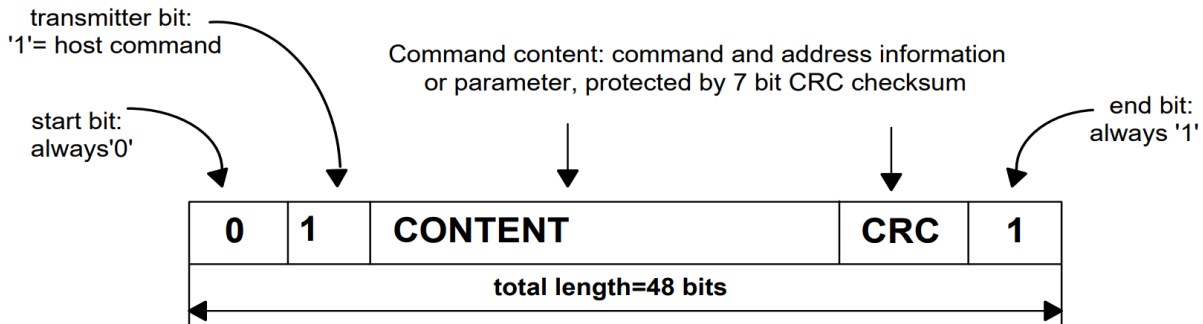 transmitter bit:
'1'= host command
Command content: command and address information
or parameter, protected by 7 bit CRC checksum
start bit:
always'0'
end bit:
always '1'
0 1 CONTENT CRC 1
total length=48 bits